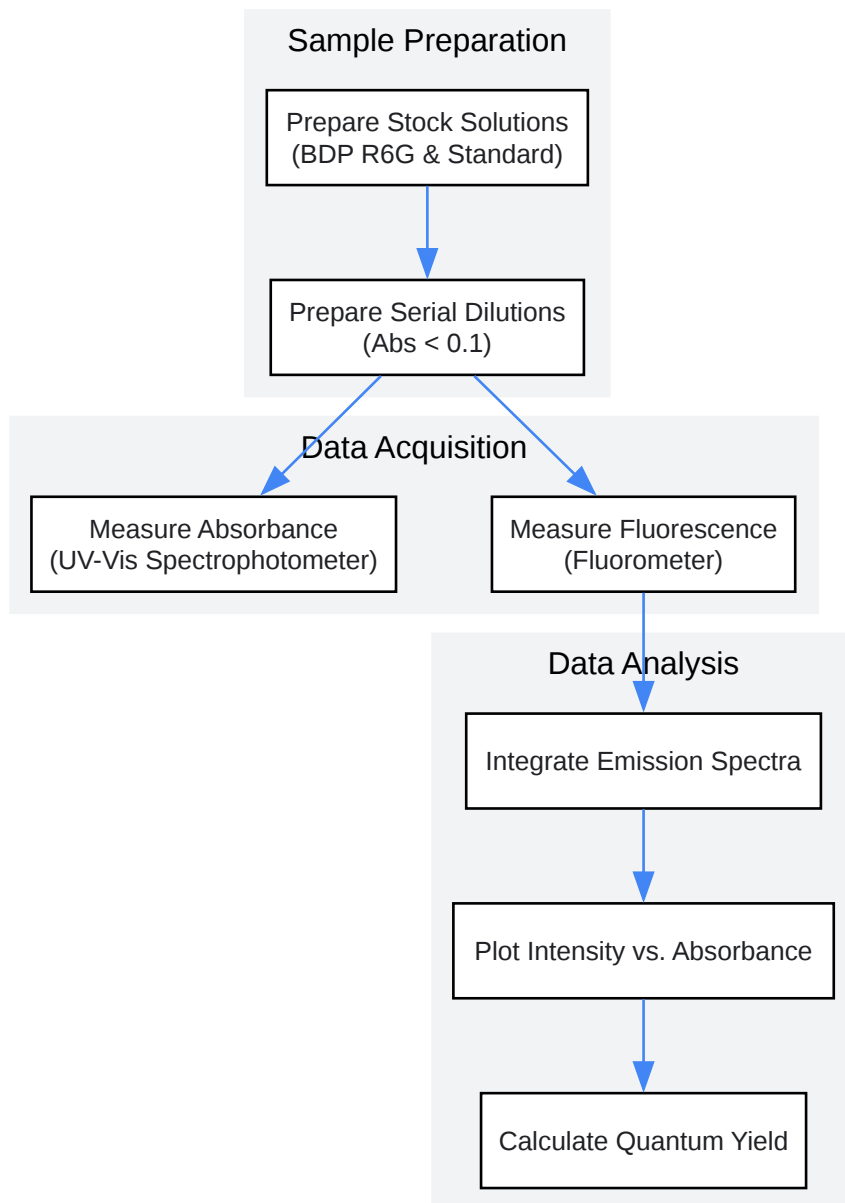 Sample Preparation
Prepare Stock Solutions
(BDP R6G & Standard)
Prepare Serial Dilutions
(Abs < 0.1)
Data Acquisition
Measure Absorbance
(UV-Vis Spectrophotometer)
Measure Fluorescence
(Fluorometer)
Data Analysis
Integrate Emission Spectra
Plot Intensity vs. Absorbance
Calculate Quantum Yield